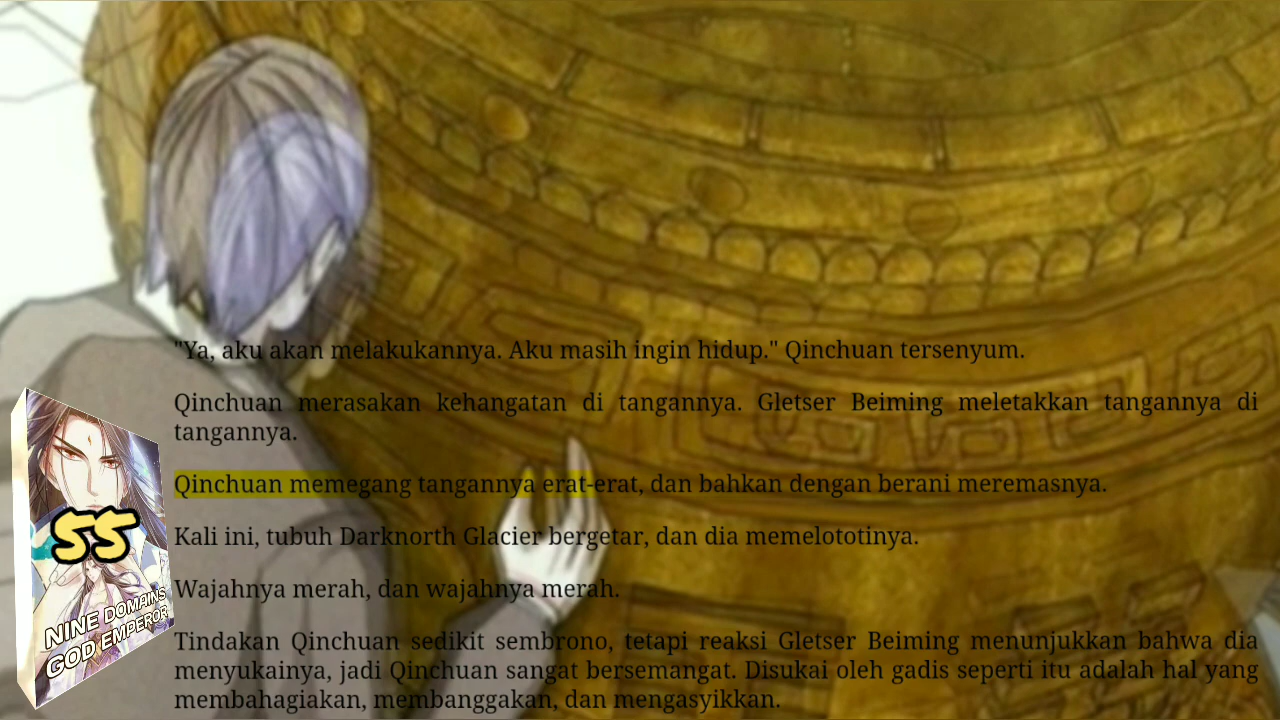 "Ya, aku akan melakukannya. Aku masih ingin hidup." Qinchuan tersenyum.
Qinchuan merasakan kehangatan di tangannya. Gletser Beiming meletakkan tangannya di
tangannya.
Qinchuan memegang tangannya erat-erat, dan bahkan dengan berani meremasnya.
Kali ini, tubuh Darknorth Glacier bergetar, dan dia memelototinya.
Wajahnya merah, dan wajahnya merah.
Tindakan Qinchuan sedikit sembrono, tetapi reaksi Gletser Beiming menunjukkan bahwa dia
menyukainya, jadi Qinchuan sangat bersemangat. Disukai oleh gadis seperti itu adalah hal yang
membahagiakan, membanggakan, dan mengasyikkan.
55
NINE DOMAINS
GOD EMPEROR